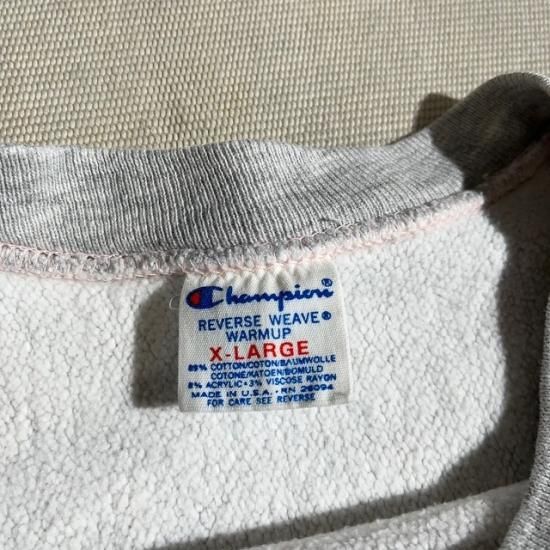 Champion®
REVERSE WEAVE®
WARMUP
X-LARGE
89% COTTON/COTON/BAUMWOLLE
COTONE/KATOEN/BOMULD
8% ACRYLIC • 3% VISCOSE RAYON
MADE IN U.S.A. • RN 26094
FOR CARE SEE REVERSE